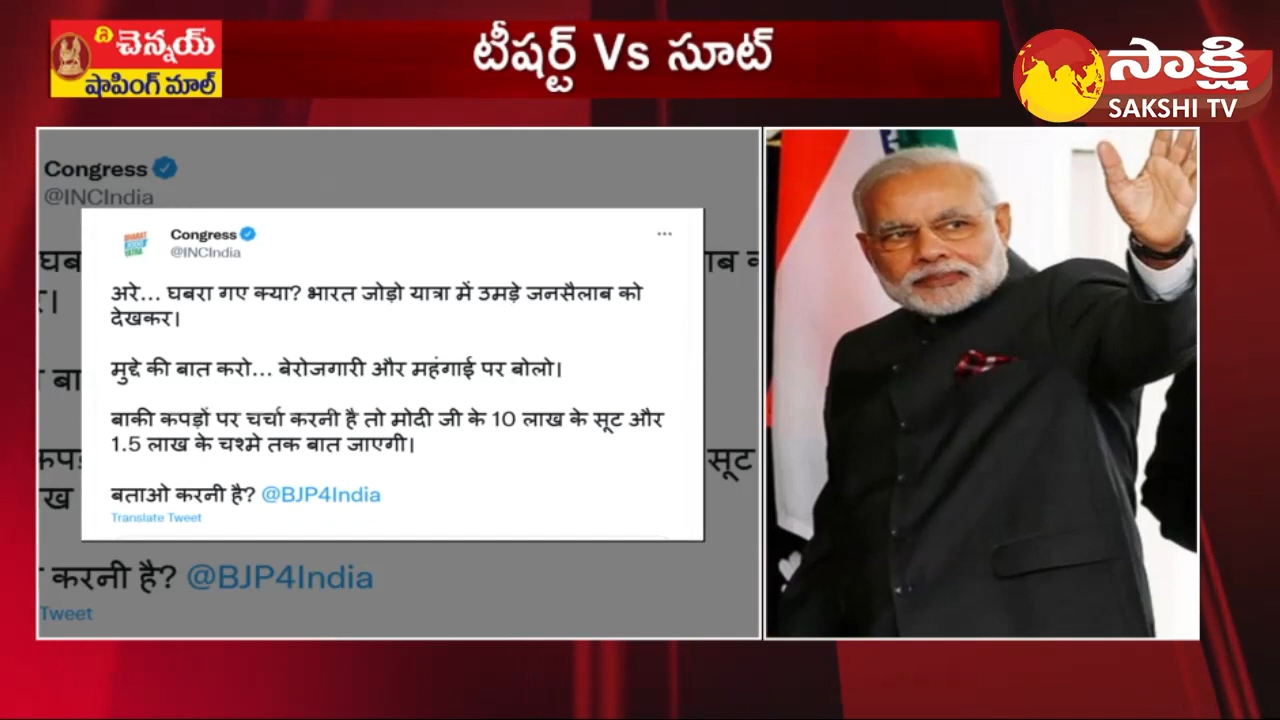 ది చెన్నయ్
షాపింగ్ మాల్
టీషర్ట్ Vs సూట్
సాక్షి
SAKSHI TV
Congress
@INCIndia
Congress
@INCIndia
अरे... घबरा गए क्या? भारत जोड़ो यात्रा में उमड़े जनसैलाब को
देखकर।
मुद्दे की बात करो... बेरोजगारी और महंगाई पर बोलो।
बाकी कपड़ों पर चर्चा करनी है तो मोदी जी के 10 लाख के सूट और
1.5 लाख के चश्मे तक बात जाएगी।
बताओ करनी है? @BJP4India
Translate Tweet
सूट
करनी है? @BJP4India
Tweet